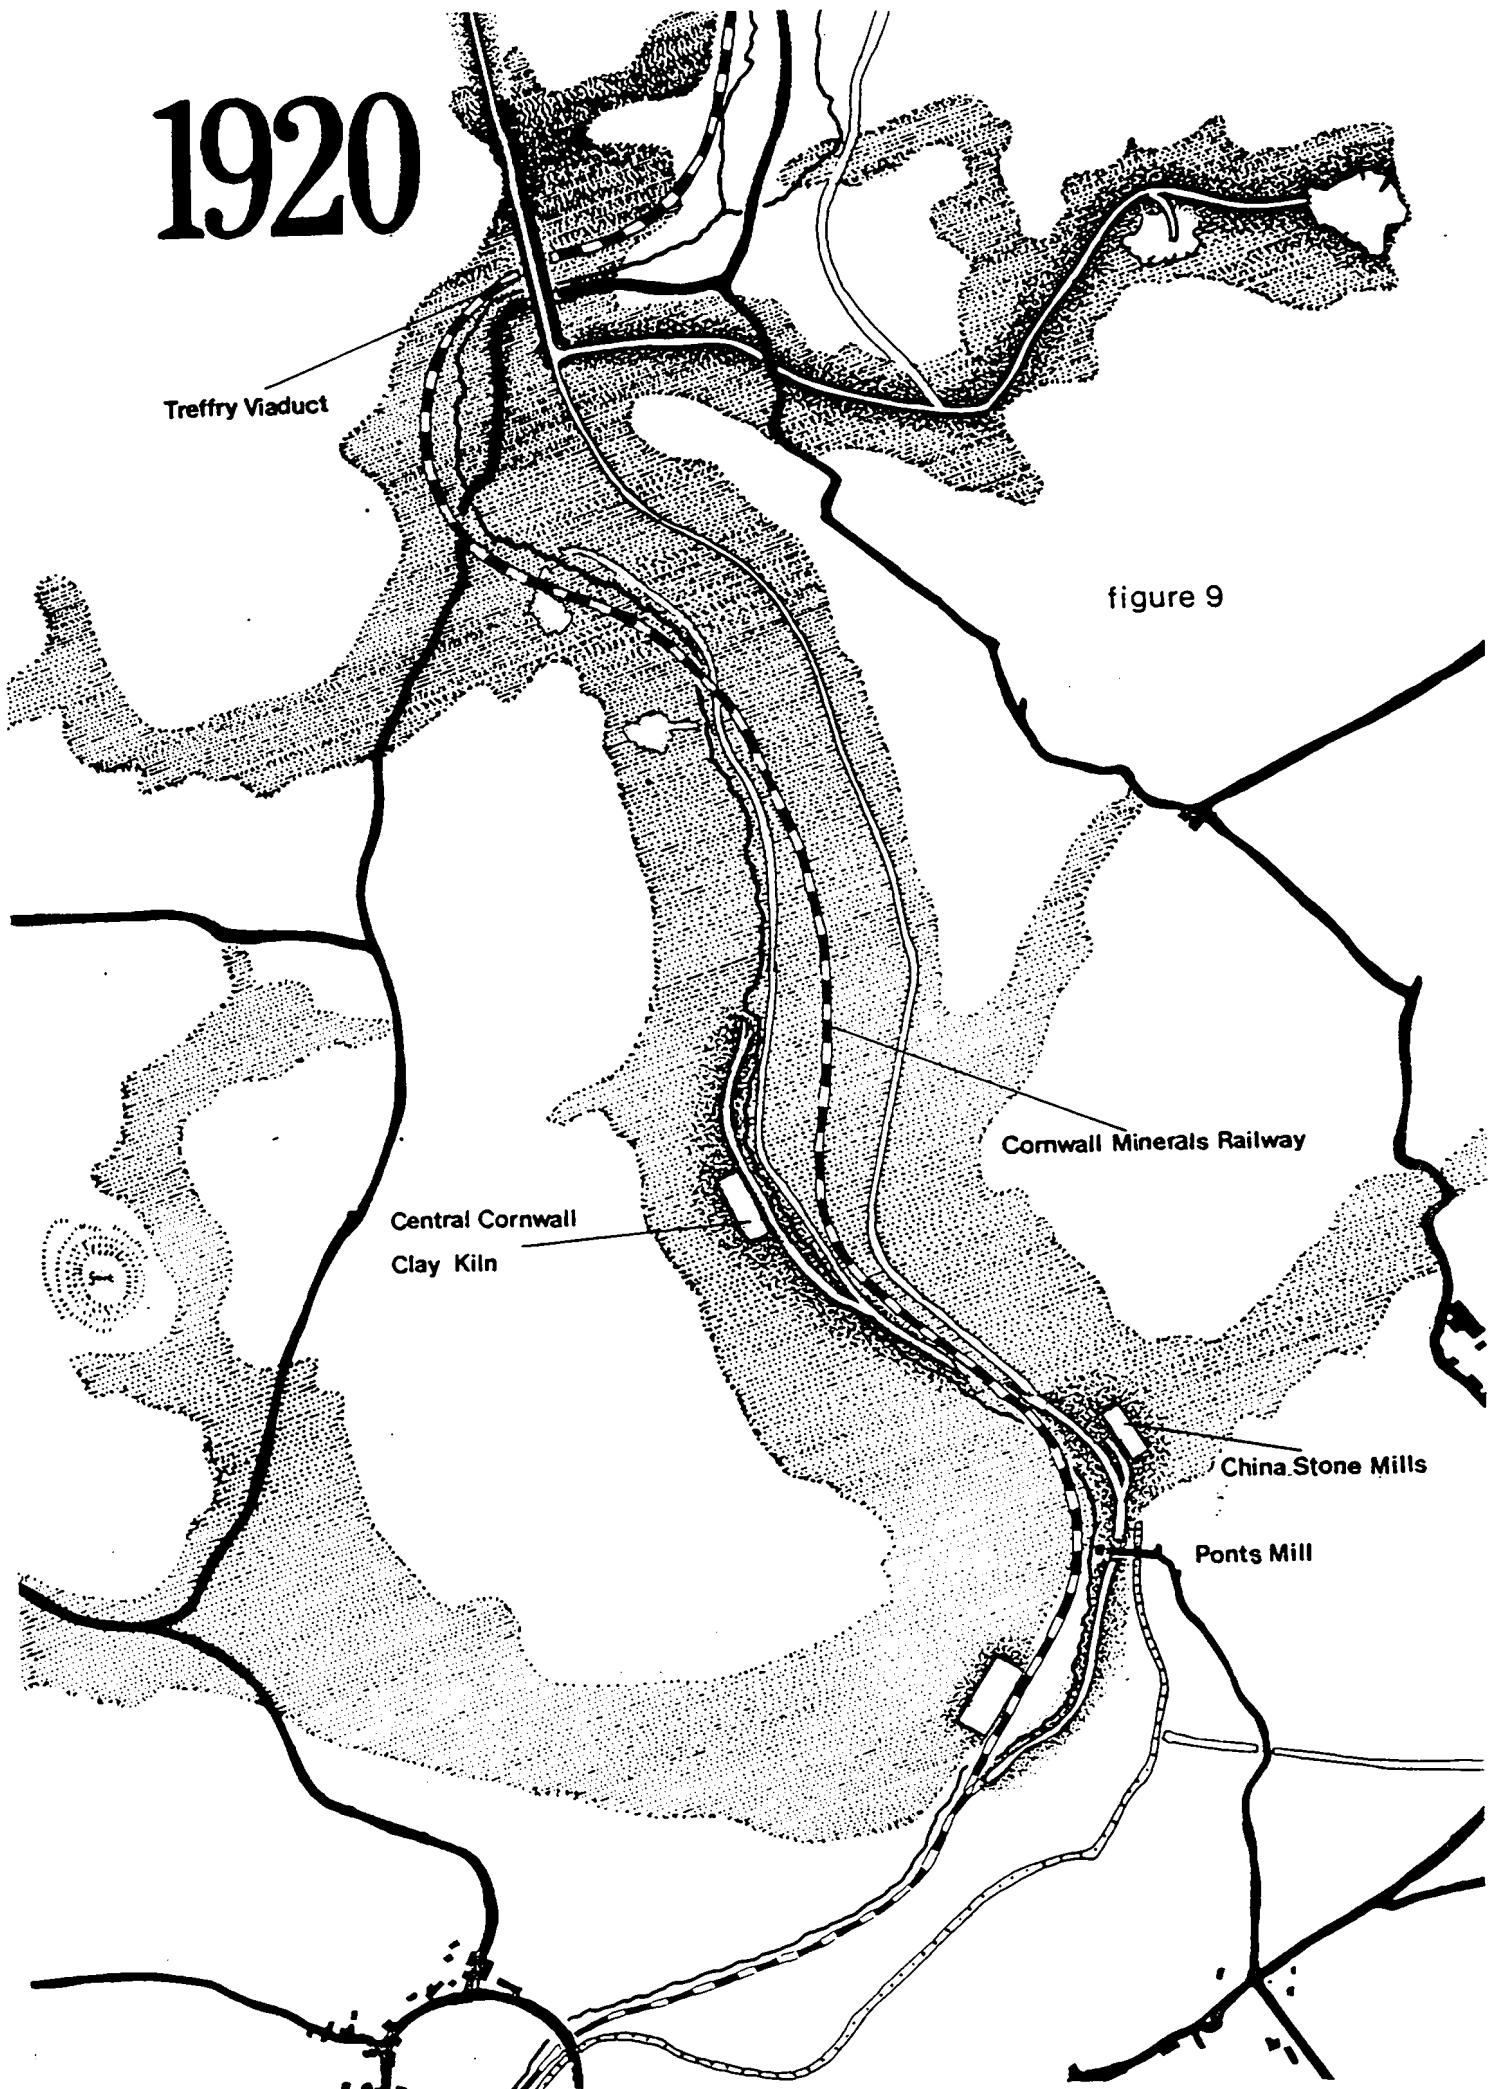 1920
Treffry Viaduct
figure 9
Cornwall Minerals Railway
Central Cornwall
Clay Kiln
China Stone Mills
Ponts Mill